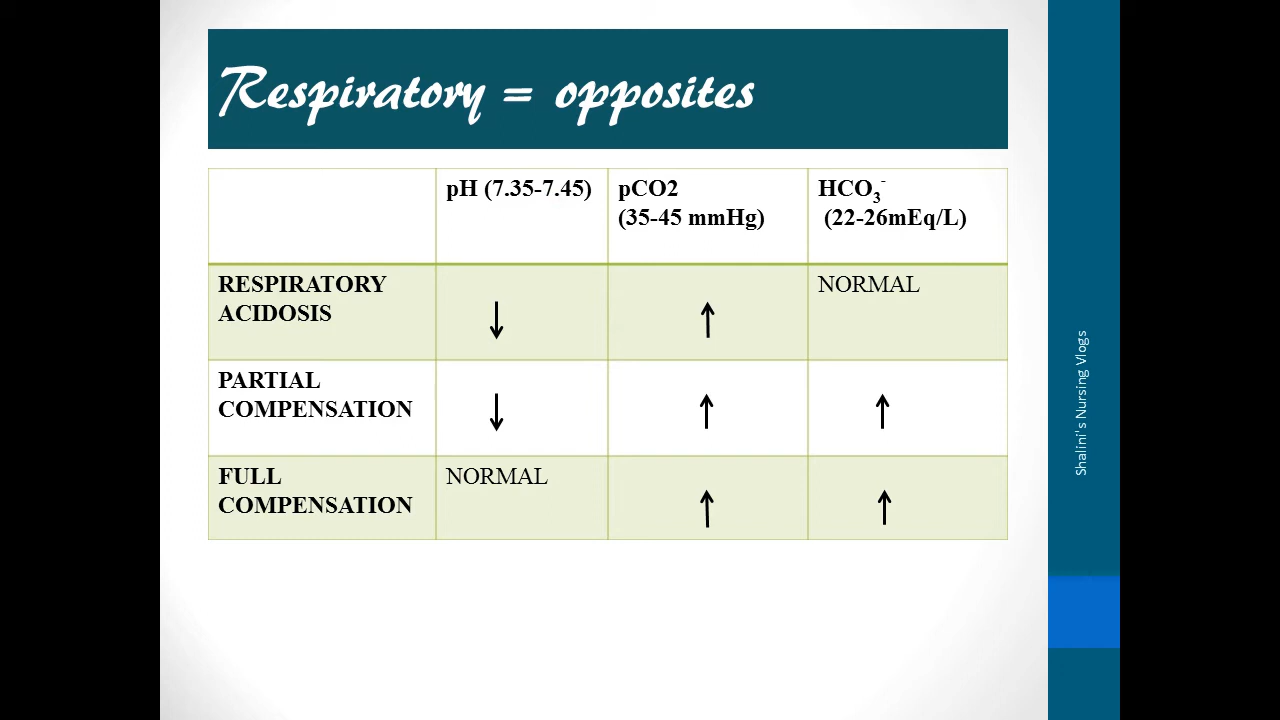 Respiratory = opposites
pH (7.35-7.45)
pCO2
(35-45 mmHg)
HCO₃⁻
(22-26mEq/L)
RESPIRATORY
ACIDOSIS
↓
↑
NORMAL
PARTIAL
COMPENSATION
↓
↑
↑
FULL
COMPENSATION
NORMAL
↑
↑
Shalini's Nursing Vlogs